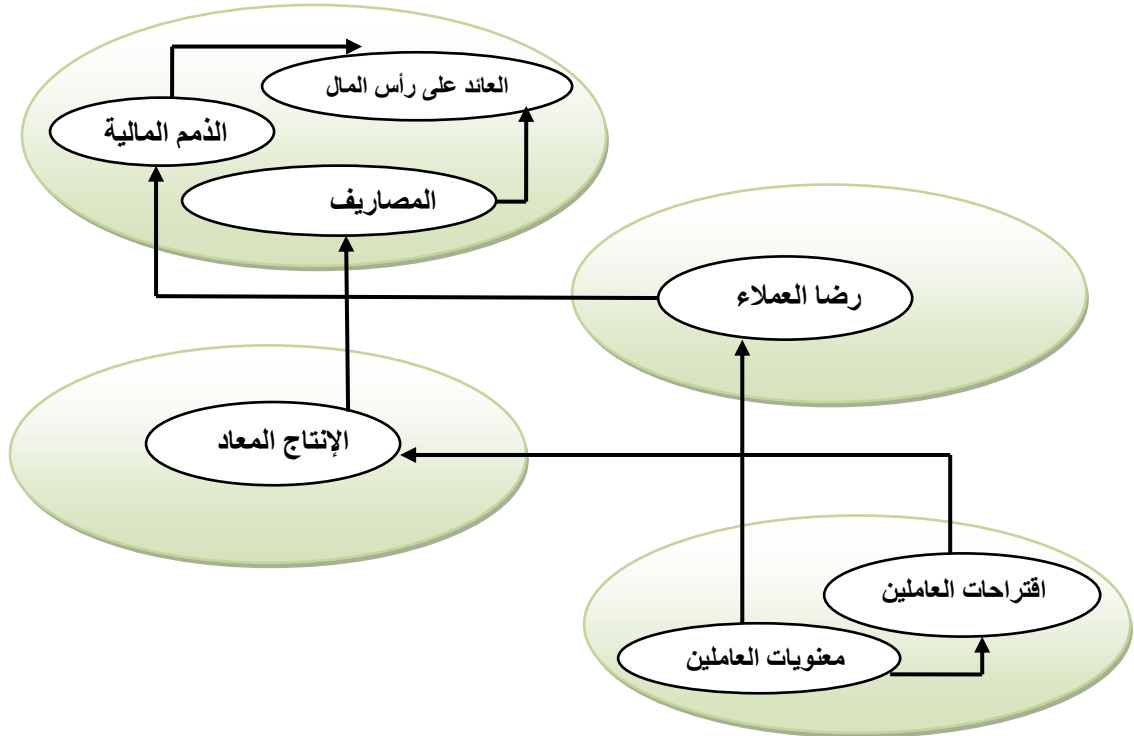 العائد على رأس المال
الذمم المالية
المصاريف
رضا العملاء
الإنتاج المعاد
اقتراحات العاملين
معنويات العاملين